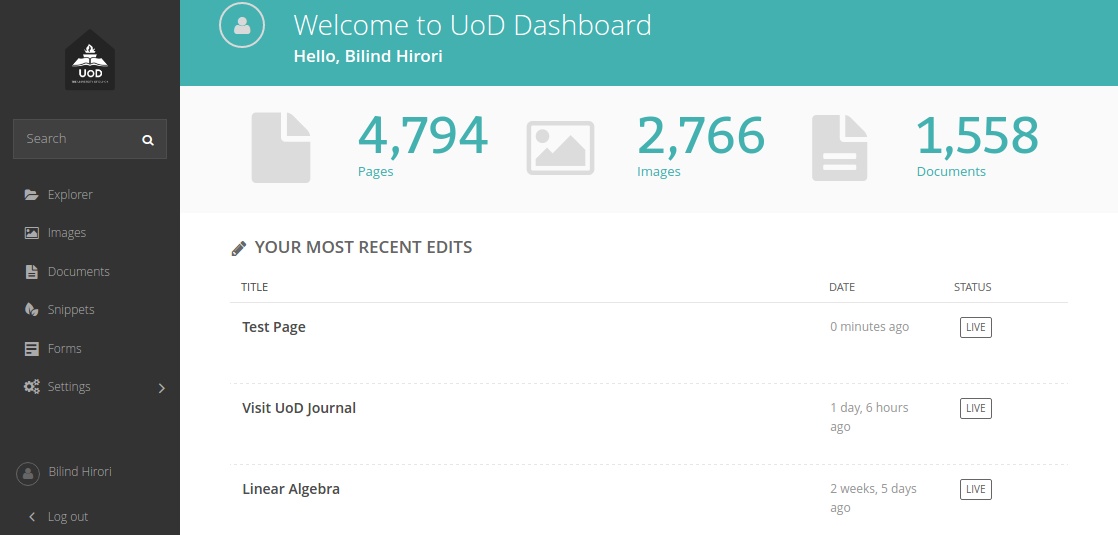 UoD
Search
Explorer
Images
Documents
Snippets
Forms
Settings
Bilind Hirori
Log out
Welcome to UoD Dashboard
Hello, Bilind Hirori
4,794
Pages
2,766
Images
1,558
Documents
YOUR MOST RECENT EDITS
TITLE DATE STATUS
Test Page 0 minutes ago LIVE
Visit UoD Journal 1 day, 6 hours LIVE
ago
Linear Algebra 2 weeks, 5 days LIVE
ago